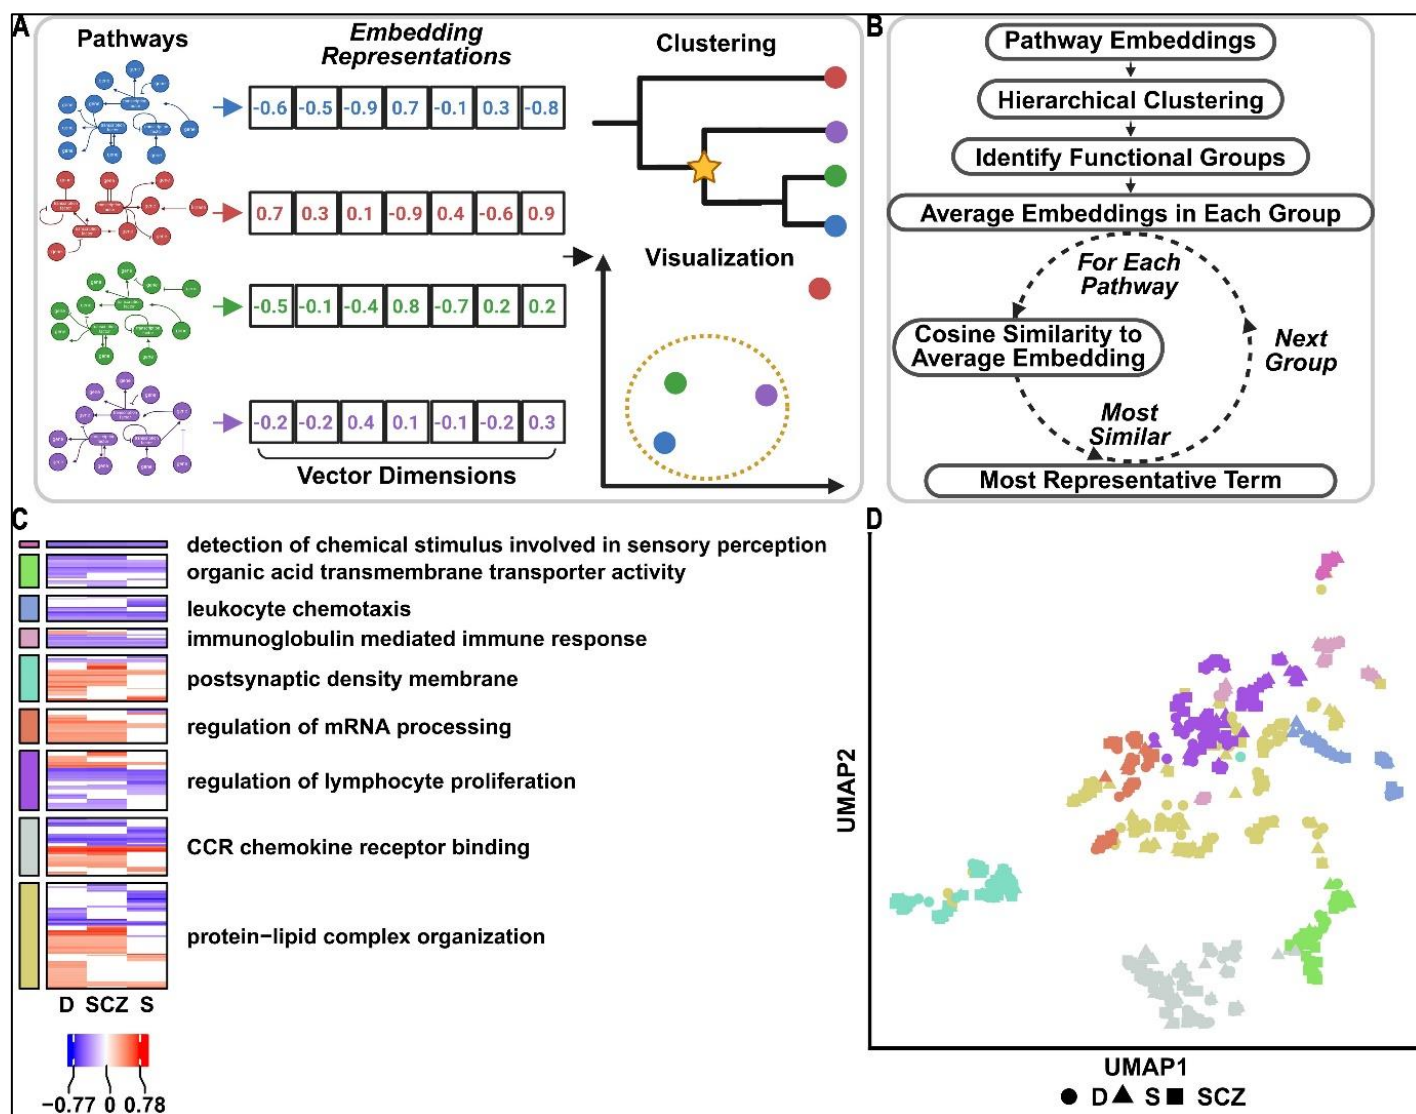 A
Pathways
Embedding
Representations
Clustering
-0.6 -0.5 -0.9 0.7 -0.1 0.3 -0.8
0.7 0.3 0.1 -0.9 0.4 -0.6 0.9
Visualization
-0.5 -0.1 -0.4 0.8 -0.7 0.2 0.2
-0.2 -0.2 0.4 0.1 -0.1 -0.2 0.3
Vector Dimensions
B
Pathway Embeddings
Hierarchical Clustering
Identify Functional Groups
Average Embeddings in Each Group
For Each
Pathway
Cosine Similarity to
Average Embedding
Next
Group
Most
Similar
Most Representative Term
C
detection of chemical stimulus involved in sensory perception
organic acid transmembrane transporter activity
leukocyte chemotaxis
immunoglobulin mediated immune response
postsynaptic density membrane
regulation of mRNA processing
regulation of lymphocyte proliferation
CCR chemokine receptor binding
protein−lipid complex organization
D SCZ S
−0.77 0 0.78
D
UMAP2
UMAP1
D S SCZ